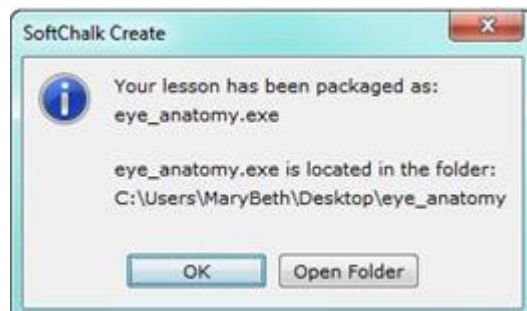 SoftChalk Create
Your lesson has been packaged as:
eye_anatomy.exe
eye_anatomy.exe is located in the folder:
C:\Users\MaryBeth\Desktop\eye_anatomy
OK
Open Folder